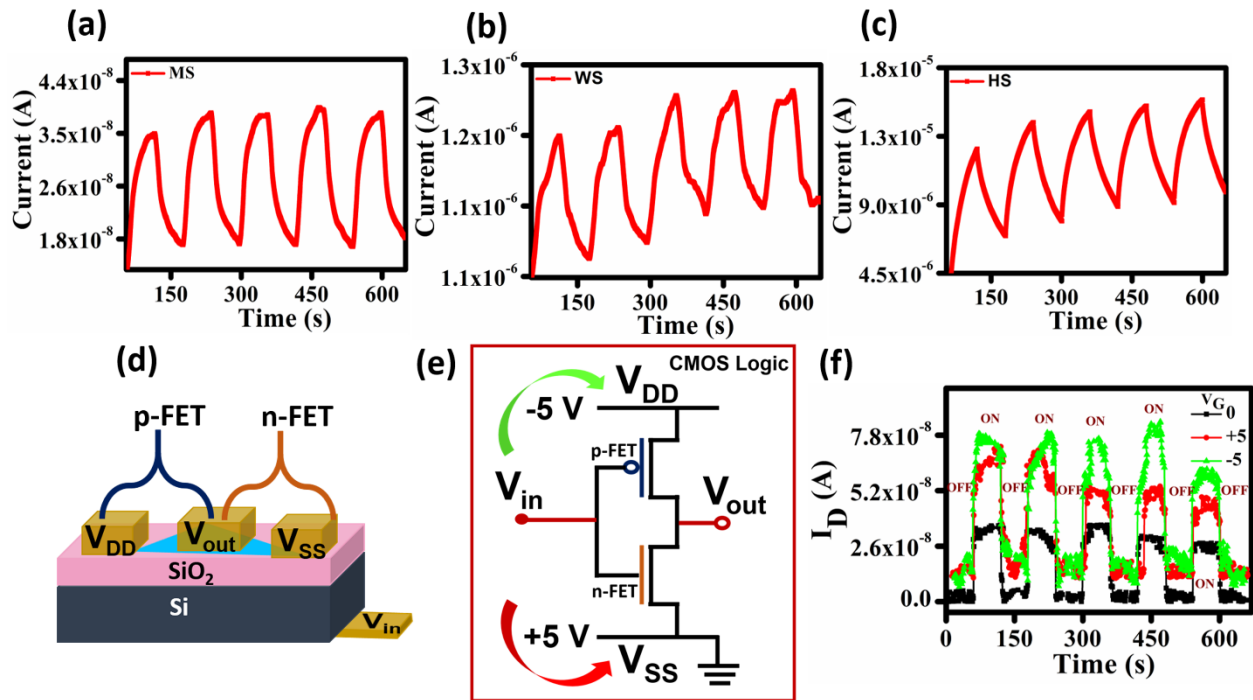 (a)
MS
4.4x10⁻⁸
3.5x10⁻⁸
2.6x10⁻⁸
1.8x10⁻⁸
Current (A)
150 300 450 600
Time (s)
(b)
WS
1.3x10⁻⁶
1.2x10⁻⁶
1.1x10⁻⁶
1.1x10⁻⁶
Current (A)
150 300 450 600
Time (s)
(c)
HS
1.8x10⁻⁵
1.3x10⁻⁵
9.0x10⁻⁶
4.5x10⁻⁶
Current (A)
150 300 450 600
Time (s)
(d)
p-FET n-FET
V_DD V_out V_SS
SiO₂
Si
V_in
(e)
CMOS Logic
V_DD
-5 V
p-FET
V_in
V_out
n-FET
+5 V
V_SS
(f)
V_G
0
+5
-5
ON ON ON ON
OFF OFF OFF OFF OFF OFF
ON
7.8x10⁻⁸
5.2x10⁻⁸
2.6x10⁻⁸
0.0
I_D (A)
0 150 300 450 600
Time (s)